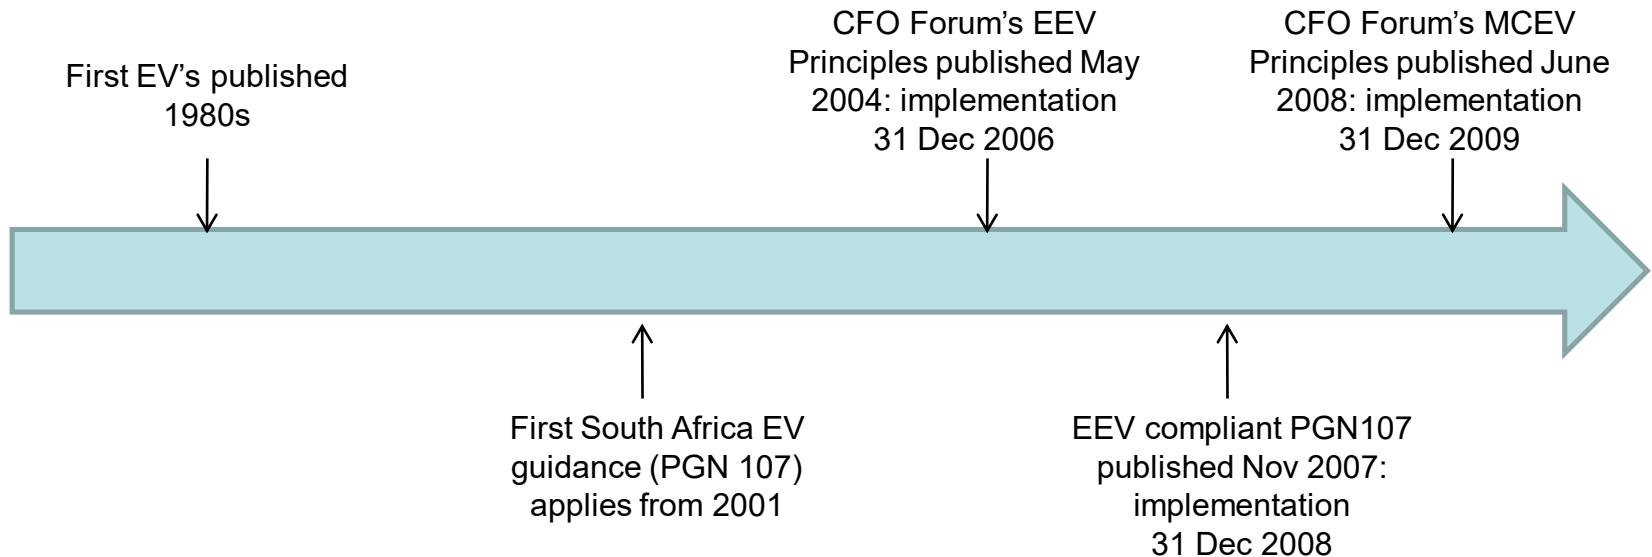 First EV’s published
1980s
CFO Forum’s EEV
Principles published May
2004: implementation
31 Dec 2006
CFO Forum’s MCEV
Principles published June
2008: implementation
31 Dec 2009
First South Africa EV
guidance (PGN 107)
applies from 2001
EEV compliant PGN107
published Nov 2007:
implementation
31 Dec 2008